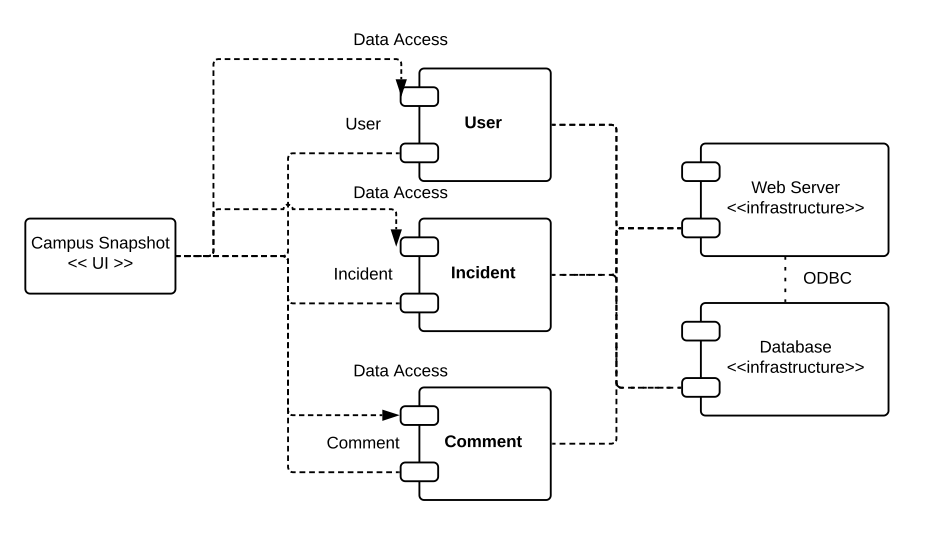 Data Access
User
User
Data Access
Campus Snapshot
<< UI >>
Incident
Incident
Data Access
Comment
Comment
Web Server
<<infrastructure>>
ODBC
Database
<<infrastructure>>